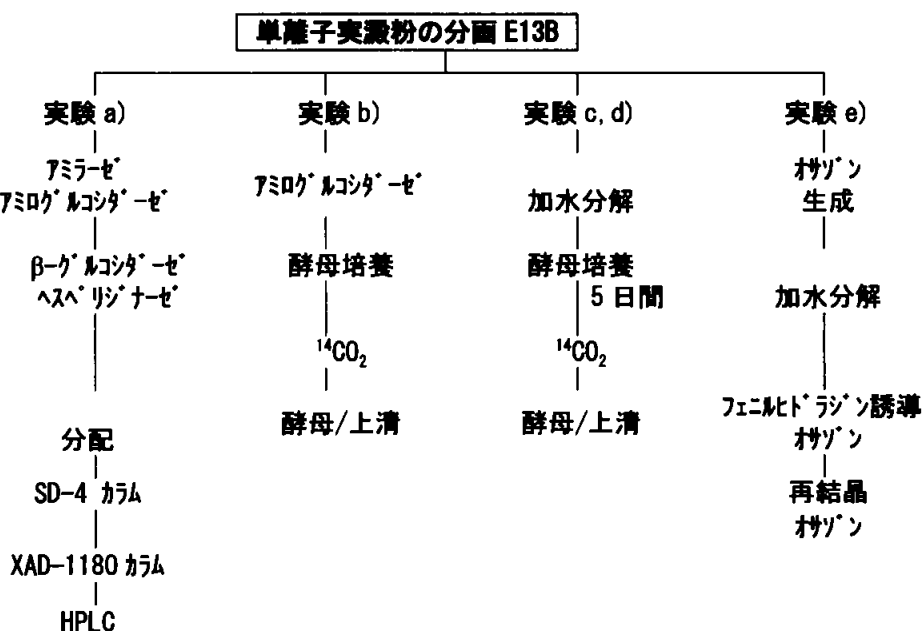 単離子実澱粉の分画 E13B
実験 a)
ｱﾐﾗｰｾﾞ
ｱﾐﾛｸﾞﾙｺｼﾀﾞｰｾﾞ
β-ｸﾞﾙｺｼﾀﾞｰｾﾞ
ﾍｽﾍﾟﾘｼﾞﾅｰｾﾞ
分配
SD-4 ｶﾗﾑ
XAD-1180 ｶﾗﾑ
HPLC
実験 b)
ｱﾐﾛｸﾞﾙｺｼﾀﾞｰｾﾞ
酵母培養
¹⁴CO₂
酵母/上清
実験 c, d)
加水分解
酵母培養
5 日間
¹⁴CO₂
酵母/上清
実験 e)
ｵｻｿﾞﾝ
生成
加水分解
ﾌｪﾆﾙﾋﾄﾞﾗｼﾞﾝ誘導
ｵｻｿﾞﾝ
再結晶
ｵｻｿﾞﾝ